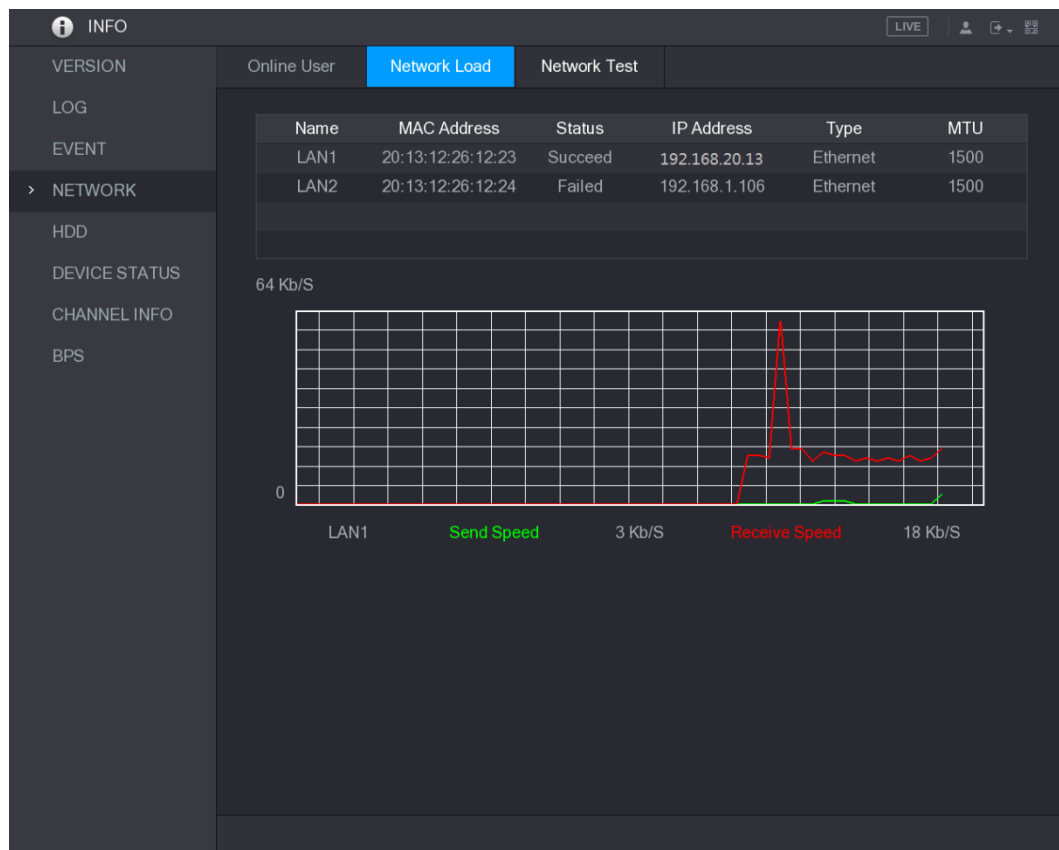 INFO LIVE
VERSION
LOG
EVENT
NETWORK
HDD
DEVICE STATUS
CHANNEL INFO
BPS
Online User Network Load Network Test
Name MAC Address Status IP Address Type MTU
LAN1 20:13:12:26:12:23 Succeed 192.168.20.13 Ethernet 1500
LAN2 20:13:12:26:12:24 Failed 192.168.1.106 Ethernet 1500
64 Kb/S
0
LAN1 Send Speed 3 Kb/S Receive Speed 18 Kb/S